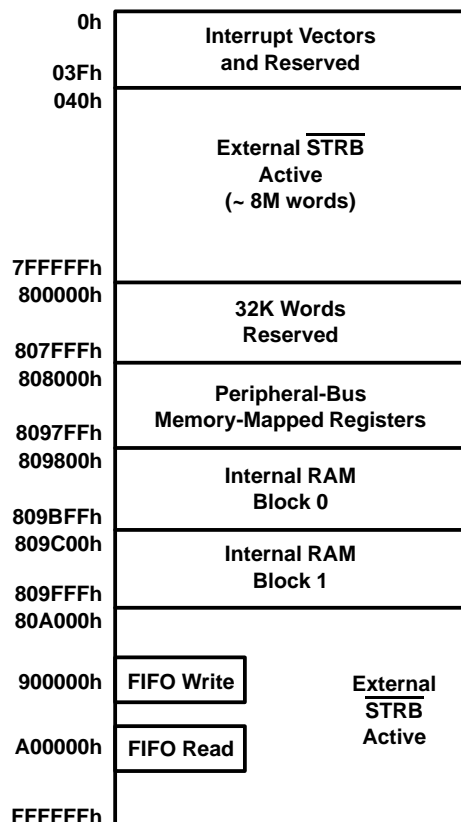 0h
Interrupt Vectors
and Reserved
03Fh
040h
External STRB
Active
(~ 8M words)
7FFFFFh
800000h
32K Words
Reserved
807FFFh
808000h
Peripheral-Bus
Memory-Mapped Registers
8097FFh
809800h
Internal RAM
Block 0
809BFFh
809C00h
Internal RAM
Block 1
809FFFh
80A000h
900000h FIFO Write
External
STRB
Active
A00000h FIFO Read
FFFFFFh